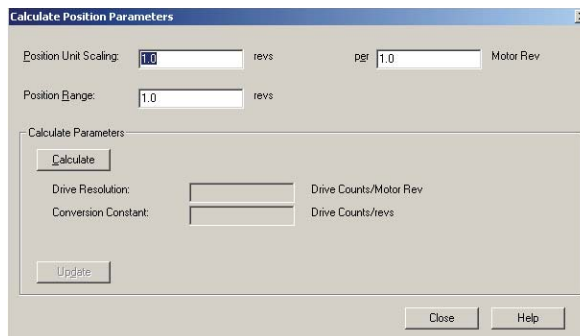 Calculate Position Parameters
Position Unit Scaling: 1.0 revs per 1.0 Motor Rev
Position Range: 1.0 revs
Calculate Parameters
Calculate
Drive Resolution: Drive Counts/Motor Rev
Conversion Constant: Drive Counts/revs
Update
Close Help